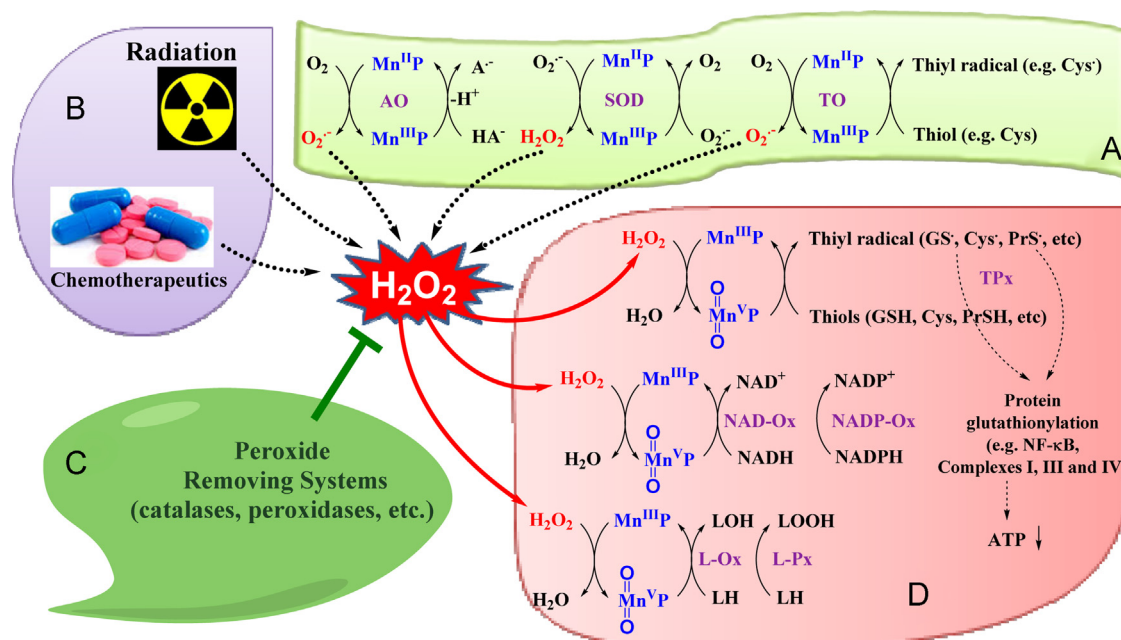 Radiation
B
Chemotherapeutics
O₂ MnᴵᴵP A·⁻
AO -H⁺
O₂·⁻ MnᴵᴵᴵP HA⁻
O₂·⁻ MnᴵᴵP O₂
SOD
H₂O₂ MnᴵᴵᴵP O₂·⁻
O₂ MnᴵᴵP Thiyl radical (e.g. Cys·)
TO
O₂·⁻ MnᴵᴵᴵP Thiol (e.g. Cys)
A
H₂O₂
C
Peroxide
Removing Systems
(catalases, peroxidases, etc.)
H₂O₂ MnᴵᴵᴵP Thiyl radical (GS·, Cys·, PrS·, etc)
TPx
O
H₂O MnⱽP Thiols (GSH, Cys, PrSH, etc)
O
H₂O₂ MnᴵᴵᴵP NAD⁺ NADP⁺
NAD-Ox NADP-Ox
O
H₂O MnⱽP NADH NADPH
O
Protein
glutathionylation
(e.g. NF-κB,
Complexes I, III and IV
ATP ↓
H₂O₂ MnᴵᴵᴵP LOH LOOH
L-Ox L-Px
O
H₂O MnⱽP LH LH
O
D